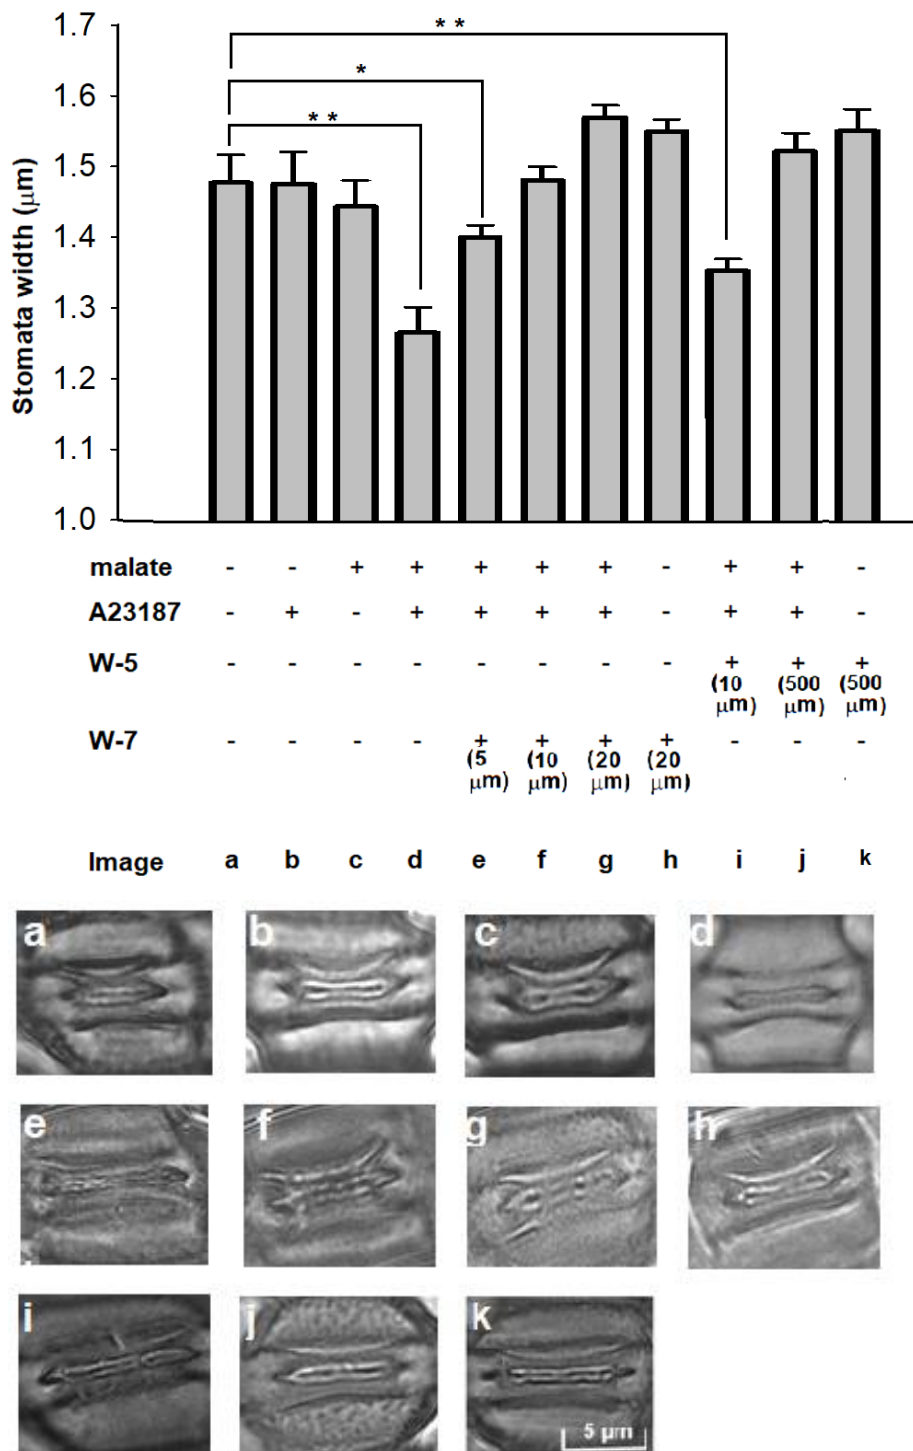 1.7
* *
1.6
*
* *
1.5
1.4
1.3
1.2
1.1
1.0
Stomata width (μm)
malate - - + + + + + - + + -
A23187 - + - + + + + - + + -
W-5 - - - - - - - - + + +
(10 (500 (500
μm) μm) μm)
W-7 - - - - + + + + - - -
(5 (10 (20 (20
μm) μm) μm) μm)
Image a b c d e f g h i j k
a b c d
e f g h
i j k
5 μm